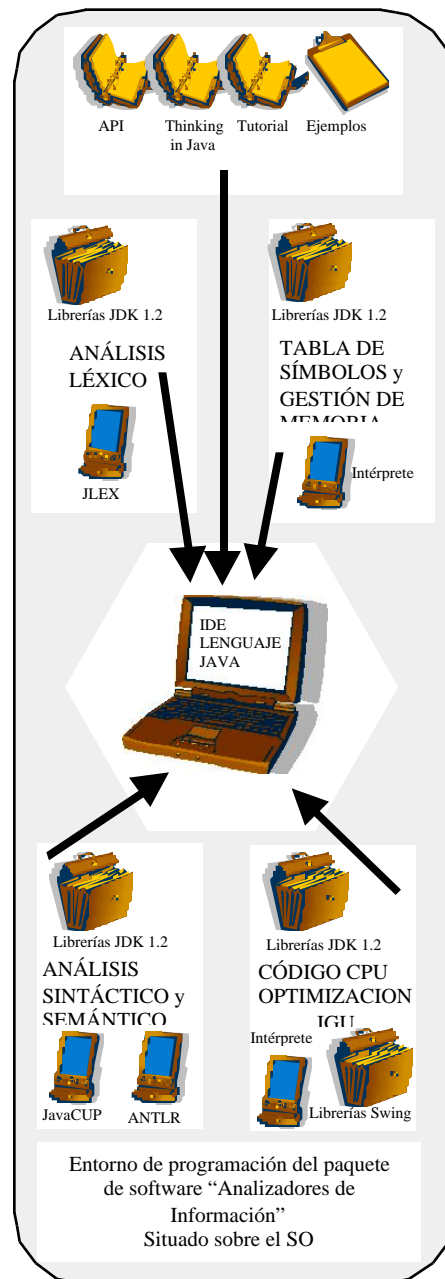 API
Thinking
in Java
Tutorial
Ejemplos
Librerías JDK 1.2
ANÁLISIS
LÉXICO
JLEX
Librerías JDK 1.2
TABLA DE
SÍMBOLOS y
GESTIÓN DE
MEMORIA
Intérprete
IDE
LENGUAJE
JAVA
Librerías JDK 1.2
ANÁLISIS
SINTÁCTICO y
SEMÁNTICO
JavaCUP
ANTLR
Librerías JDK 1.2
CÓDIGO CPU
OPTIMIZACION
IGU
Intérprete
Librerías Swing
Entorno de programación del paquete
de software “Analizadores de
Información”
Situado sobre el SO